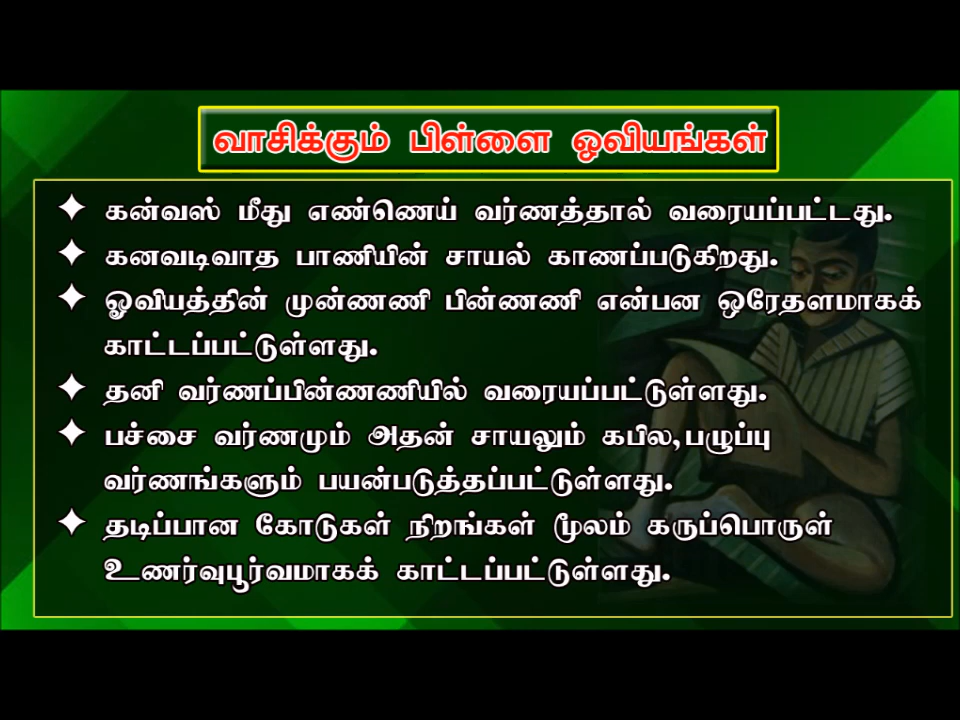 வாசிக்கும் பிள்ளை ஓவியங்கள்
கன்வஸ் மீது எண்ணெய் வர்ணத்தால் வரையப்பட்டது.
கனவடிவாத பாணியின் சாயல் காணப்படுகிறது.
ஓவியத்தின் முன்ணணி பின்ணணி என்பன ஒரேதளமாகக்
காட்டப்பட்டுள்ளது.
தனி வர்ணப்பின்ணணியில் வரையப்பட்டுள்ளது.
பச்சை வர்ணமும் அதன் சாயலும் கபில,பழுப்பு
வர்ணங்களும் பயன்படுத்தப்பட்டுள்ளது.
தடிப்பான கோடுகள் நிறங்கள் மூலம் கருப்பொருள்
உணர்வுபூர்வமாகக் காட்டப்பட்டுள்ளது.